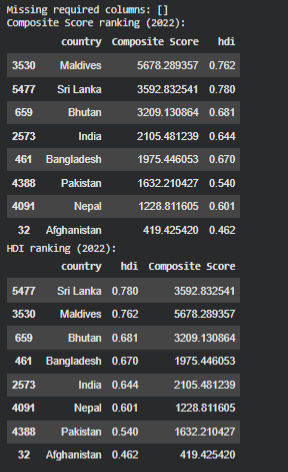 Missing required columns: []
Composite Score ranking (2022):
country Composite Score hdi
3530 Maldives 5678.289357 0.762
5477 Sri Lanka 3592.832541 0.780
659 Bhutan 3209.130864 0.681
2573 India 2105.481239 0.644
461 Bangladesh 1975.446053 0.670
4388 Pakistan 1632.210427 0.540
4091 Nepal 1228.811605 0.601
32 Afghanistan 419.425420 0.462
HDI ranking (2022):
country hdi Composite Score
5477 Sri Lanka 0.780 3592.832541
3530 Maldives 0.762 5678.289357
659 Bhutan 0.681 3209.130864
461 Bangladesh 0.670 1975.446053
2573 India 0.644 2105.481239
4091 Nepal 0.601 1228.811605
4388 Pakistan 0.540 1632.210427
32 Afghanistan 0.462 419.425420